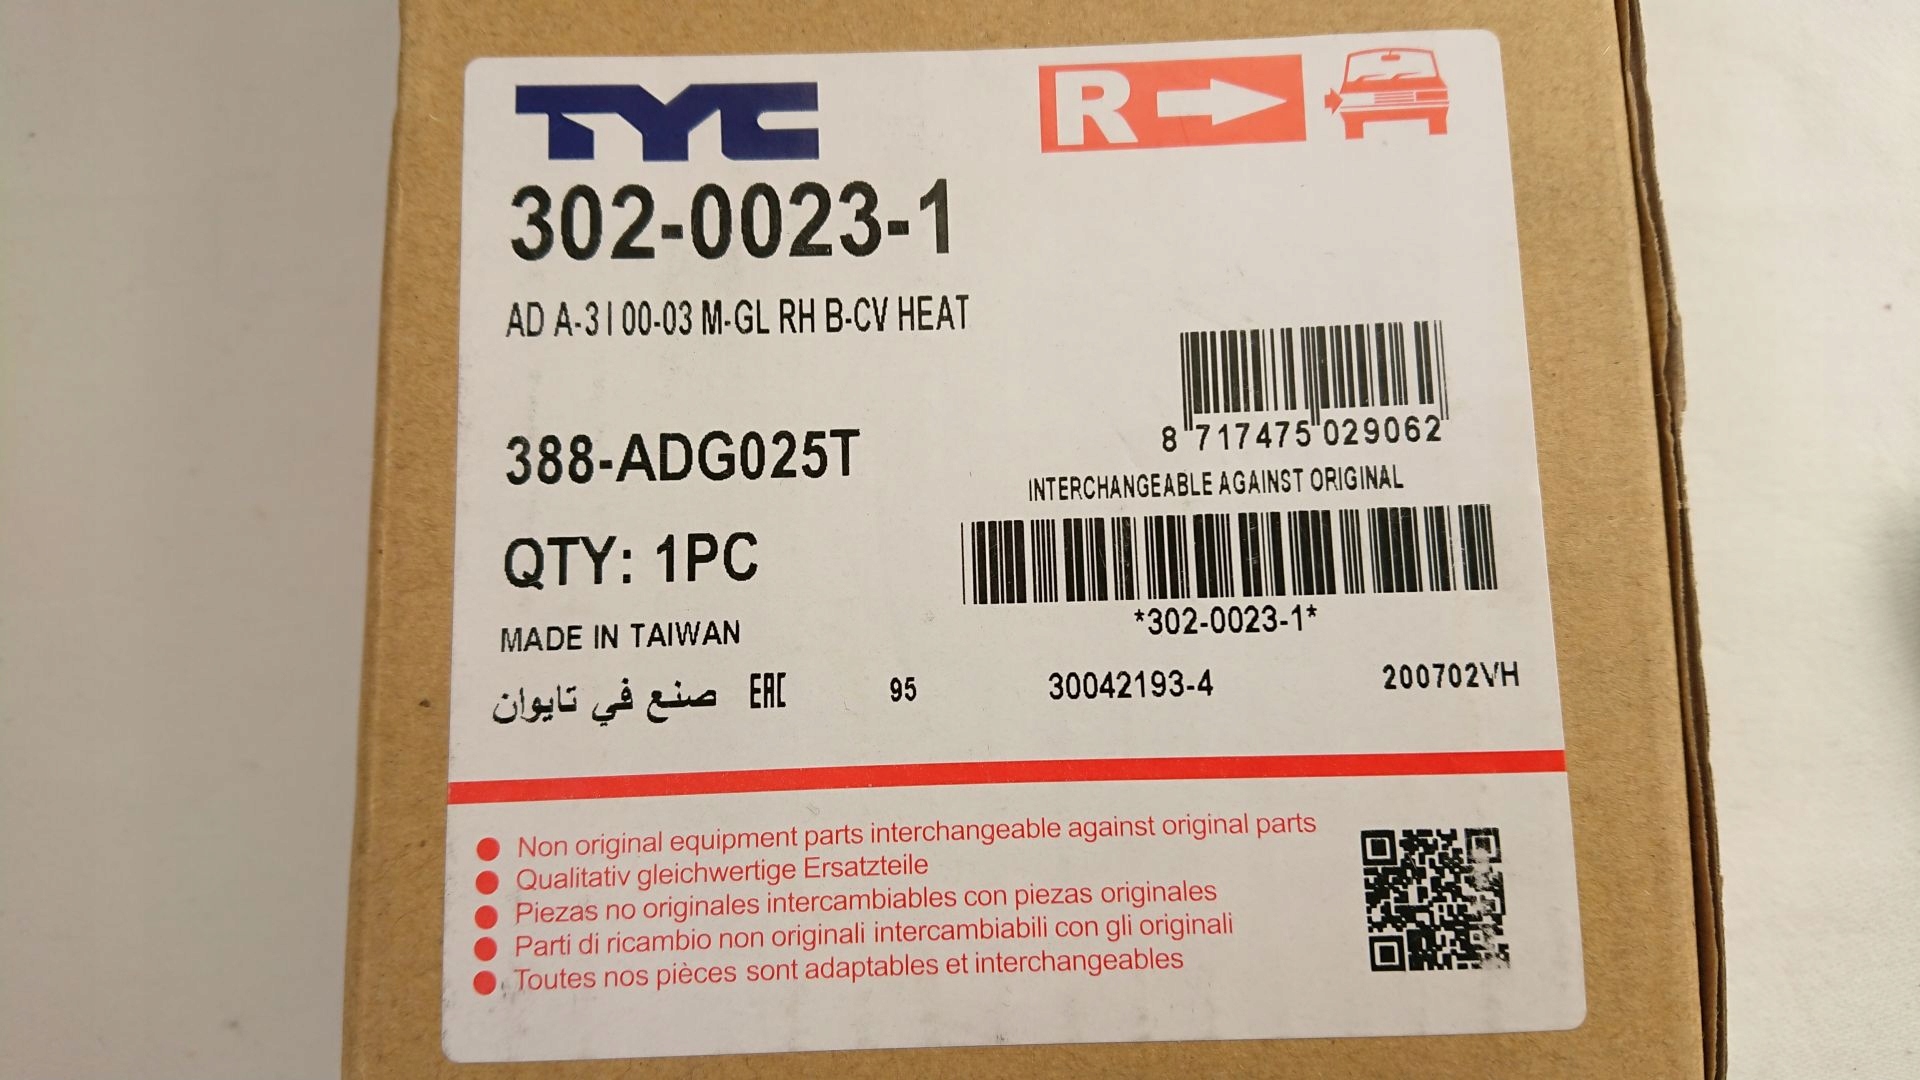 TYC
R
302-0023-1
AD A-3 I 00-03 M-GL RH B-CV HEAT
8 717475 029062
388-ADG025T
INTERCHANGEABLE AGAINST ORIGINAL
QTY: 1PC
*302-0023-1*
MADE IN TAIWAN
صنع في تايوان EAC 95 30042193-4 200702VH
Non original equipment parts interchangeable against original parts
Qualitativ gleichwertige Ersatzteile
Piezas no originales intercambiables con piezas originales
Parti di ricambio non originali intercambiabili con gli originali
Toutes nos pièces sont adaptables et interchangeables